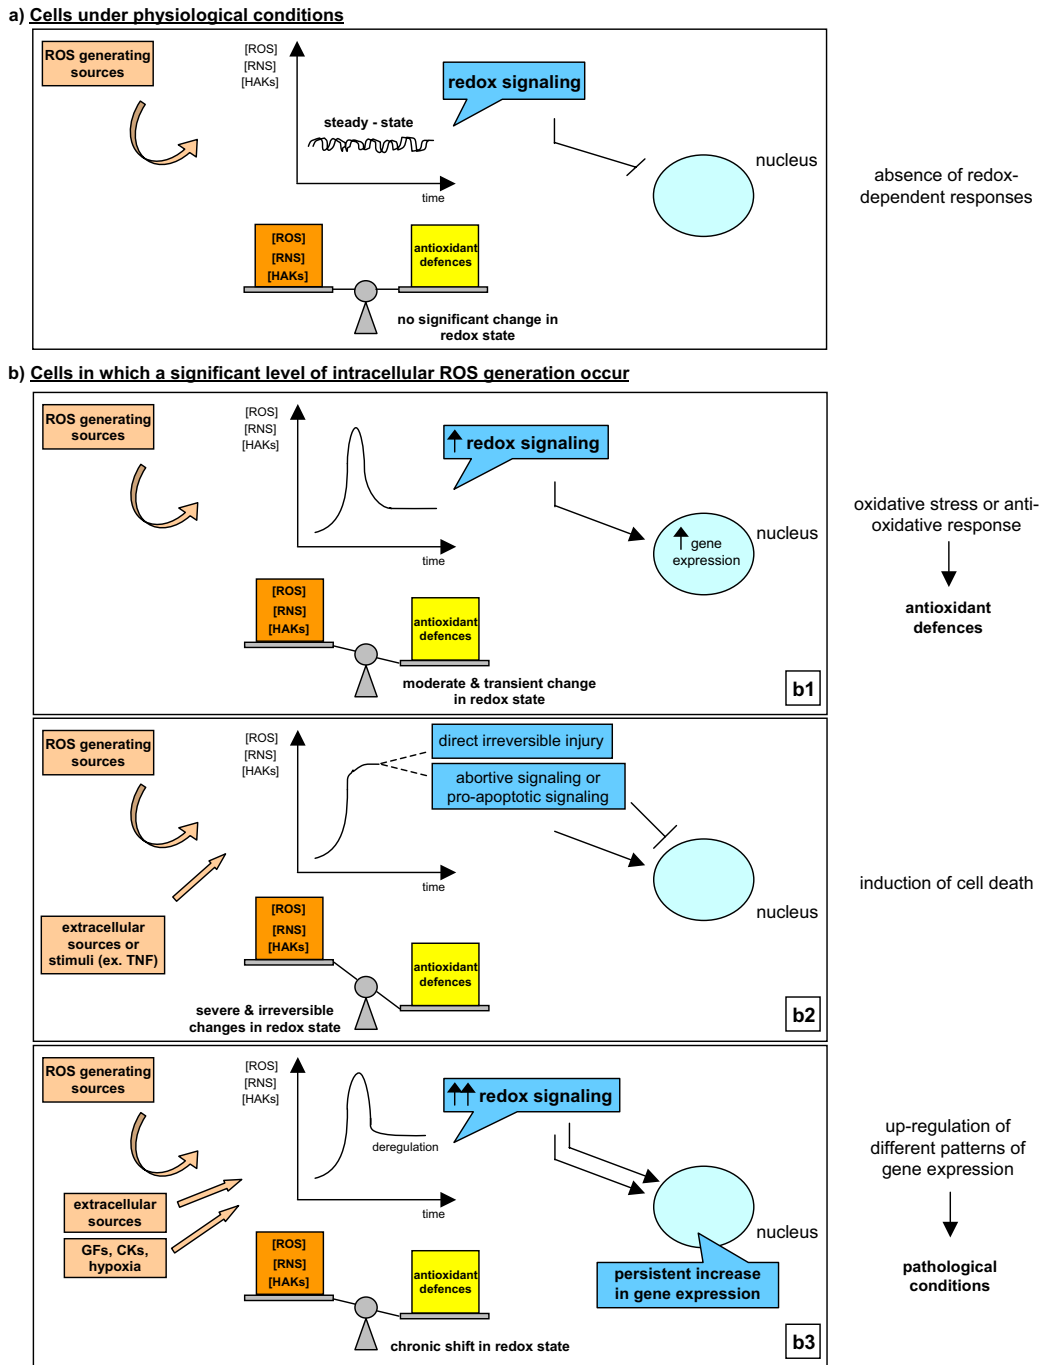 a) Cells under physiological conditions
ROS generating
sources
[ROS]
[RNS]
[HAKs]
steady - state
time
redox signaling
nucleus
absence of redox-
dependent responses
[ROS]
[RNS]
[HAKs]
antioxidant
defences
no significant change in
redox state
b) Cells in which a significant level of intracellular ROS generation occur
ROS generating
sources
[ROS]
[RNS]
[HAKs]
time
redox signaling
nucleus
gene
expression
oxidative stress or anti-
oxidative response
antioxidant
defences
[ROS]
[RNS]
[HAKs]
antioxidant
defences
moderate & transient change
in redox state
b1
ROS generating
sources
[ROS]
[RNS]
[HAKs]
time
direct irreversible injury
abortive signaling or
pro-apoptotic signaling
nucleus
induction of cell death
extracellular
sources or
stimuli (ex. TNF)
[ROS]
[RNS]
[HAKs]
antioxidant
defences
severe & irreversible
changes in redox state
b2
ROS generating
sources
[ROS]
[RNS]
[HAKs]
deregulation
time
redox signaling
nucleus
up-regulation of
different patterns of
gene expression
pathological
conditions
extracellular
sources
GFs, CKs,
hypoxia
[ROS]
[RNS]
[HAKs]
antioxidant
defences
persistent increase
in gene expression
chronic shift in redox state
b3